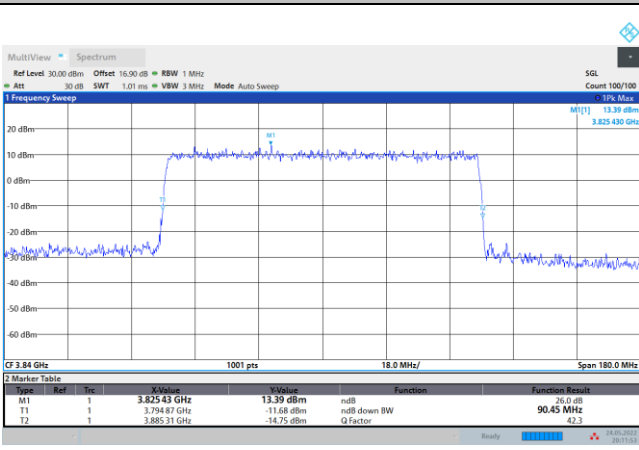 MultiView Spectrum
Ref Level 30.00 dBm Offset 16.90 dB RBW 1 MHz SGL
Att 30 dB SWT 1.01 ms VBW 3 MHz Mode Auto Sweep Count 100/100
1 Frequency Sweep 1Pk Max
M1[1] 13.39 dBm
3.825 430 GHz
20 dBm
M1
10 dBm
0 dBm
T1
-10 dBm
-20 dBm
-30 dBm
-40 dBm
-50 dBm
-60 dBm
CF 3.84 GHz 1001 pts 18.0 MHz/ Span 180.0 MHz
2 Marker Table
Type Ref Trc X-Value Y-Value Function Function Result
M1 1 3.825 43 GHz 13.39 dBm ndB 26.0 dB
T1 1 3.794 87 GHz -11.68 dBm ndB down BW 90.45 MHz
T2 1 3.885 31 GHz -14.75 dBm Q Factor 42.3
Ready 24.05.2022
20:11:53